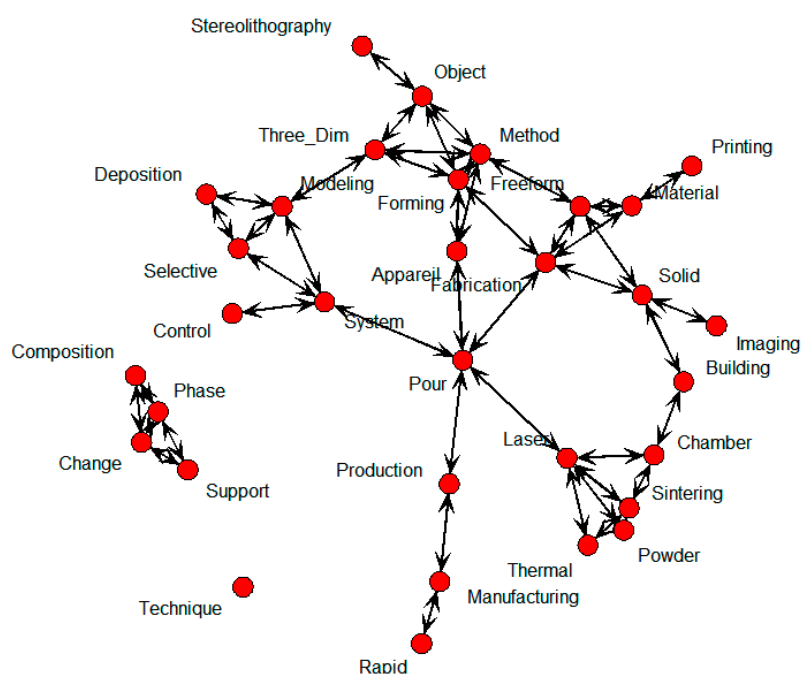 Stereolithography
Object
Three_Dim
Method
Printing
Deposition
Modeling
Forming
Freeform
Material
Selective
Appareil
Fabrication
Solid
Control
System
Imaging
Composition
Pour
Building
Phase
Laser
Chamber
Change
Production
Sintering
Support
Powder
Thermal
Manufacturing
Technique
Rapid